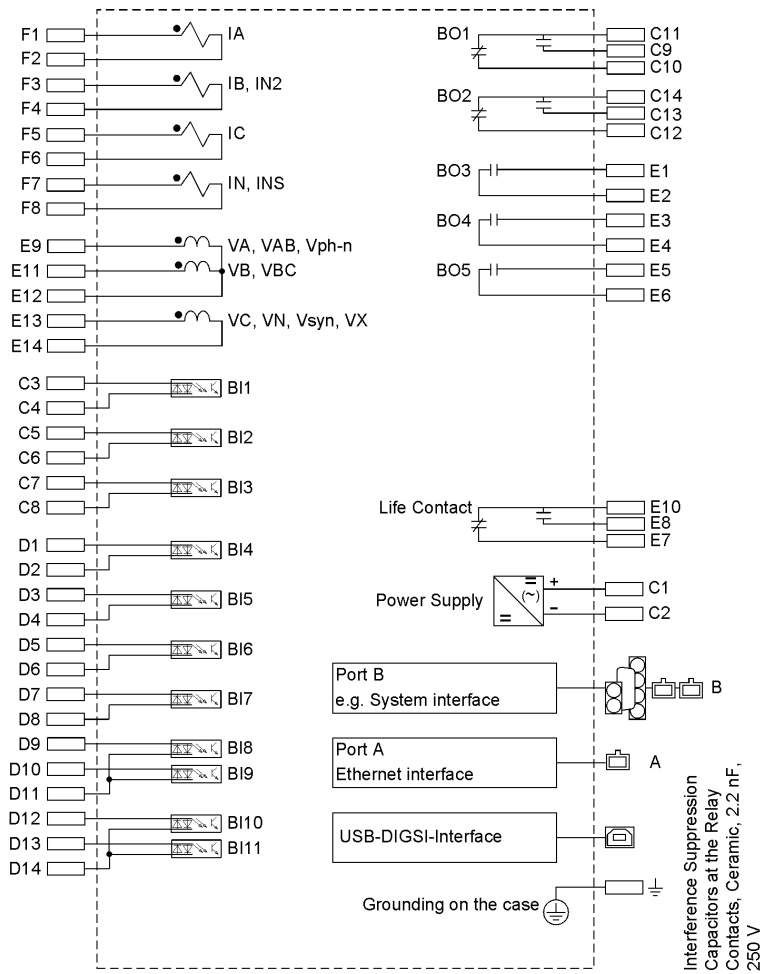 F1 IA
F2
F3 IB, IN2
F4
F5 IC
F6
F7 IN, INS
F8
E9 VA, VAB, Vph-n
E11 VB, VBC
E12
E13 VC, VN, Vsyn, VX
E14
C3 BI1
C4
C5 BI2
C6
C7 BI3
C8
D1 BI4
D2
D3 BI5
D4
D5 BI6
D6
D7 BI7
D8
D9 BI8
D10 BI9
D11
D12 BI10
D13 BI11
D14
BO1 C11
C9
C10
BO2 C14
C13
C12
BO3 E1
E2
BO4 E3
E4
BO5 E5
E6
Life Contact E10
E8
E7
Power Supply = (~) = + C1
− C2
Port B
e.g. System interface
B
Port A
Ethernet interface
A
USB-DIGSI-Interface
Grounding on the case
Interference Suppression
Capacitors at the Relay
Contacts, Ceramic, 2.2 nF,
250 V